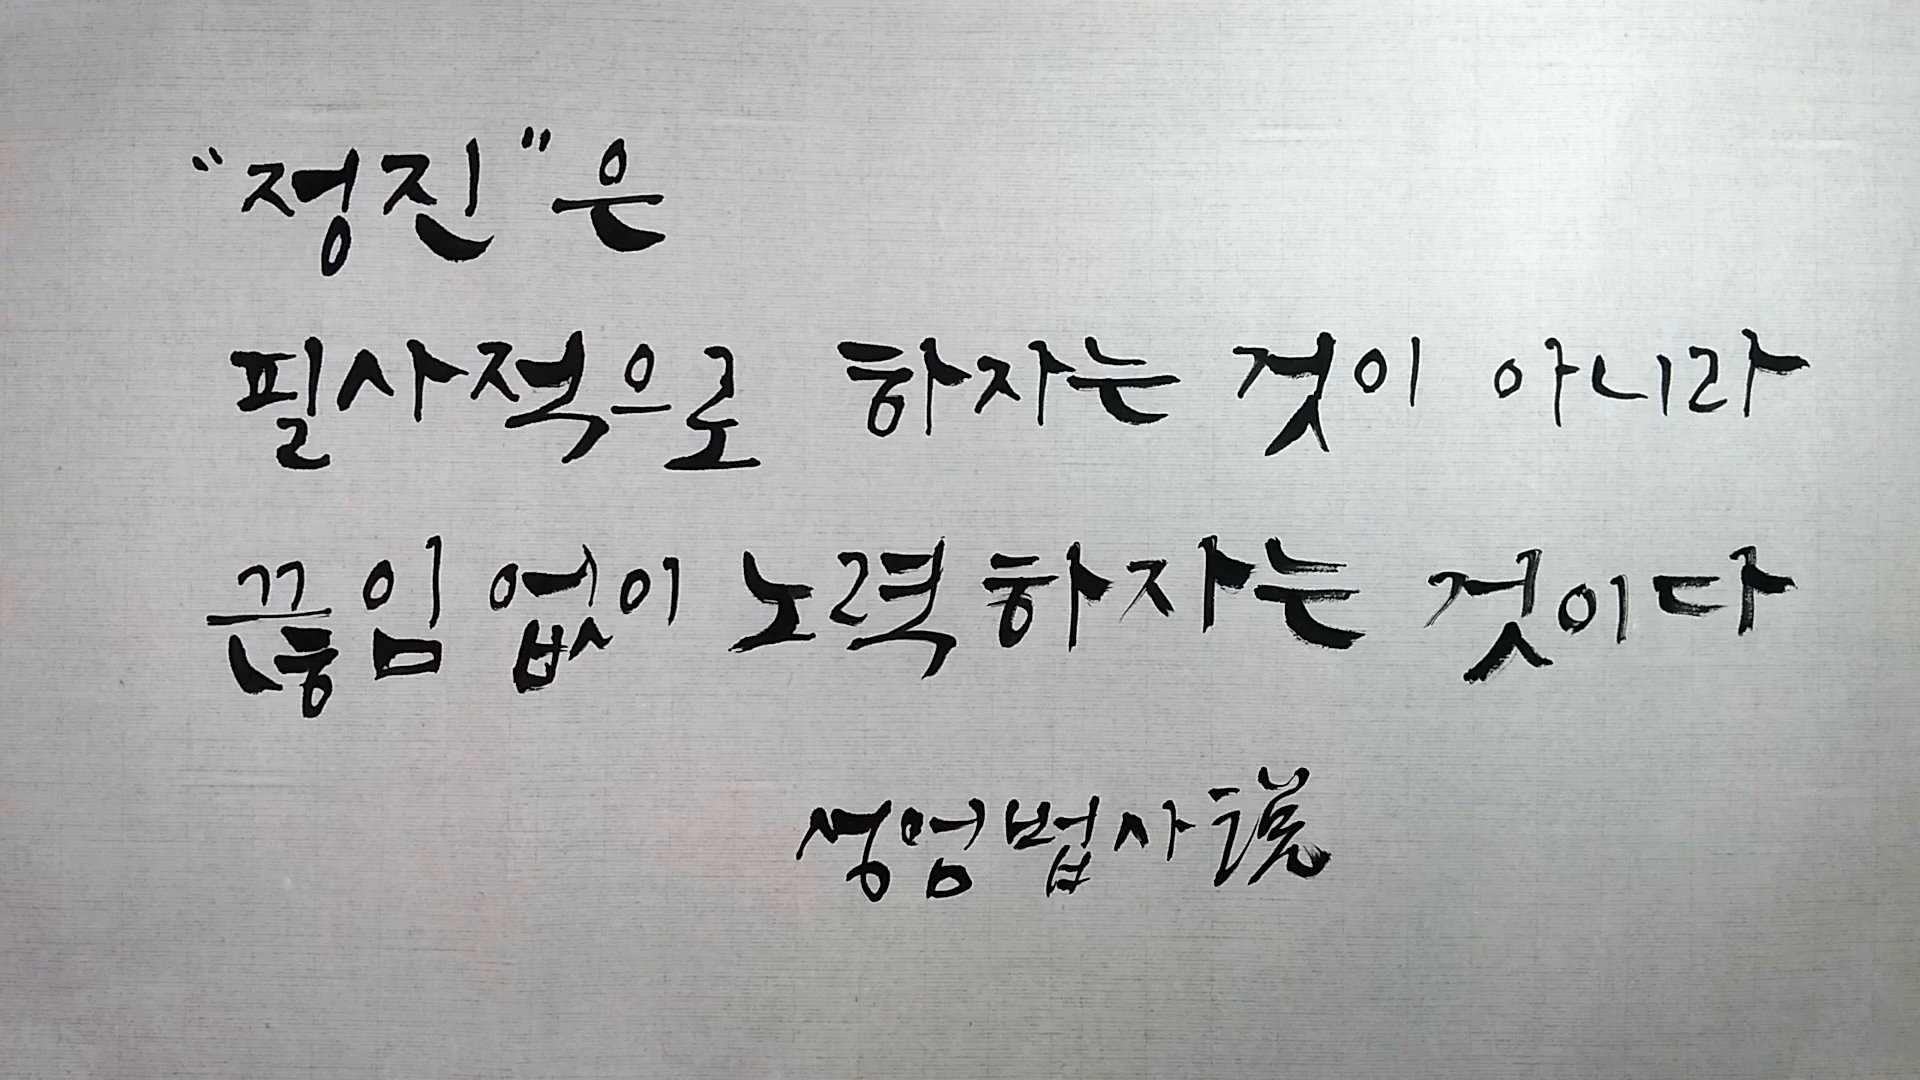 "정진"은
필사적으로 하자는 것이 아니라
끊임없이 노력하자는 것이다
성엄법사 説